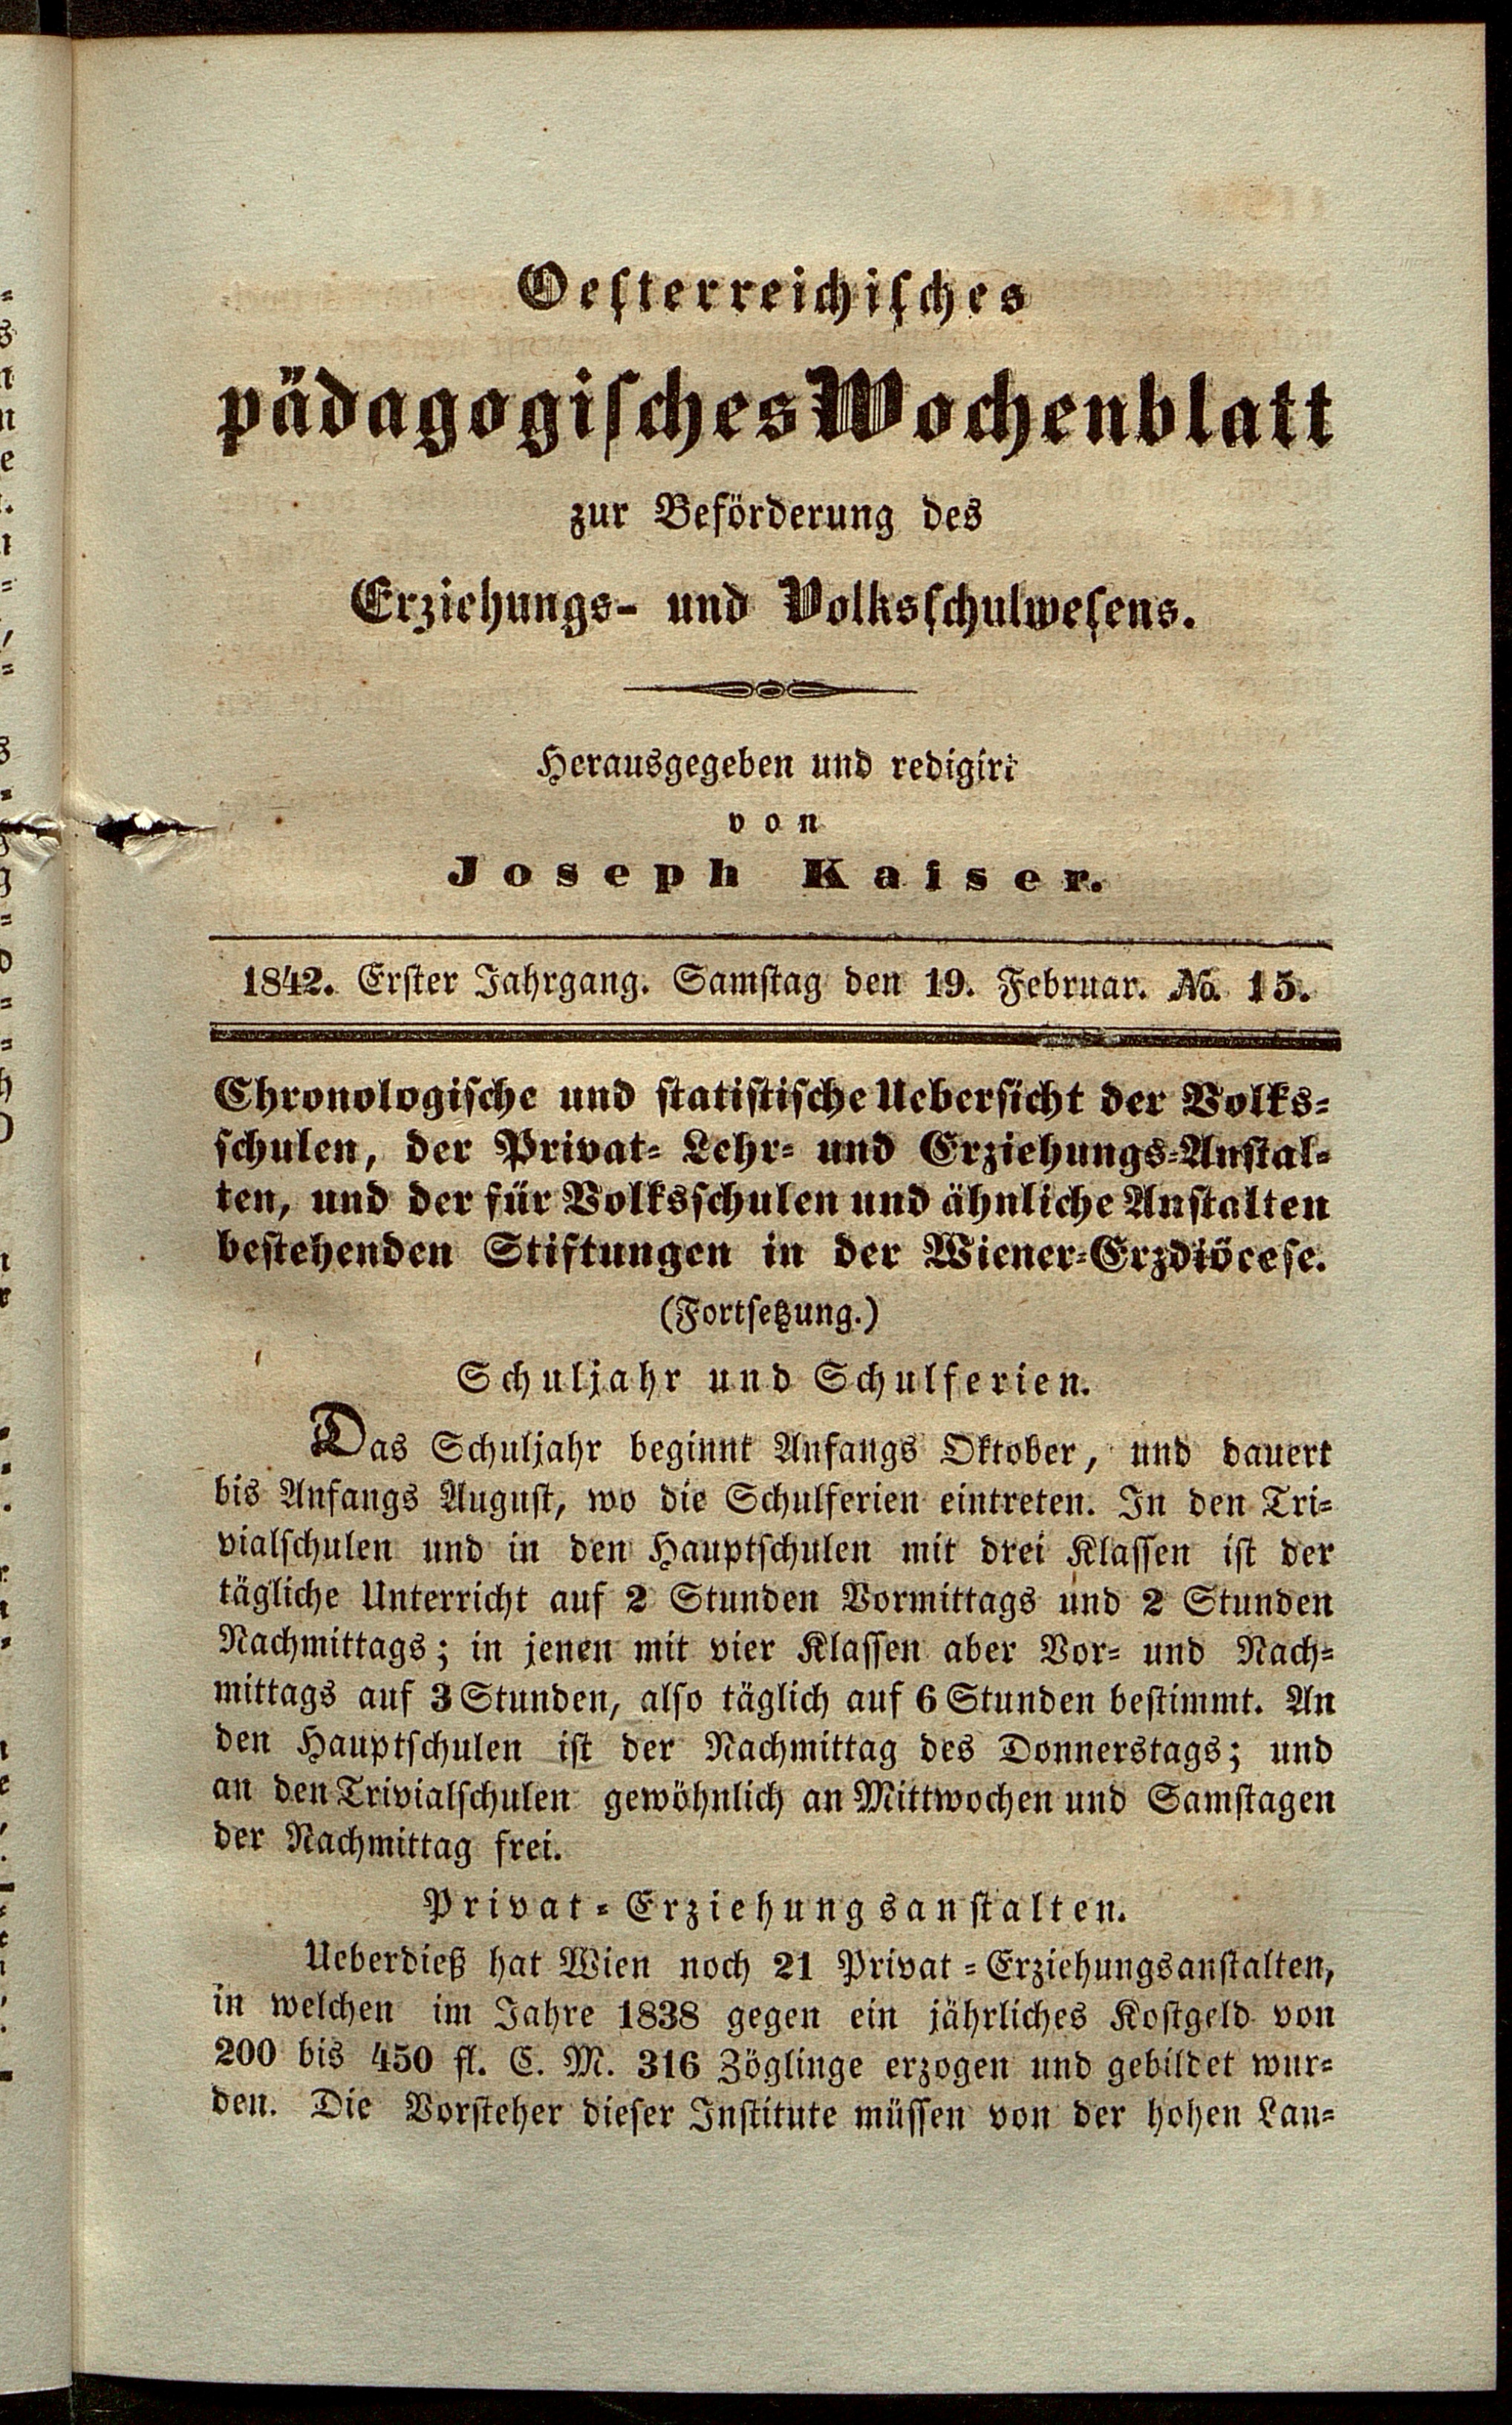 Oesterreichisches
pädagogisches Wochenblatt
zur Beförderung des
Erziehungs- und Volksschulwesens.
Herausgegeben und redigirt
von
Joseph Kaiser.
1842. Erster Jahrgang. Samstag den 19. Februar. No. 15.
Chronologische und statistische Uebersicht der Volks-
schulen, der Privat- Lehr- und Erziehungs-Anstal-
ten, und der für Volksschulen und ähnliche Anstalten
bestehenden Stiftungen in der Wiener-Erzdiöcese.
(Fortsetzung.)
Schuljahr und Schulferien.
Das Schuljahr beginnt Anfangs Oktober, und dauert
bis Anfangs August, wo die Schulferien eintreten. In den Tri-
vialschulen und in den Hauptschulen mit drei Klassen ist der
tägliche Unterricht auf 2 Stunden Vormittags und 2 Stunden
Nachmittags; in jenen mit vier Klassen aber Vor- und Nach-
mittags auf 3 Stunden, also täglich auf 6 Stunden bestimmt. An
den Hauptschulen ist der Nachmittag des Donnerstags; und
an den Trivialschulen gewöhnlich an Mittwochen und Samstagen
der Nachmittag frei.
Privat-Erziehungsanstalten.
Ueberdieß hat Wien noch 21 Privat-Erziehungsanstalten,
in welchen im Jahre 1838 gegen ein jährliches Kostgeld von
200 bis 450 fl. C. M. 316 Zöglinge erzogen und gebildet wur-
den. Die Vorsteher dieser Institute müssen von der hohen Lan-